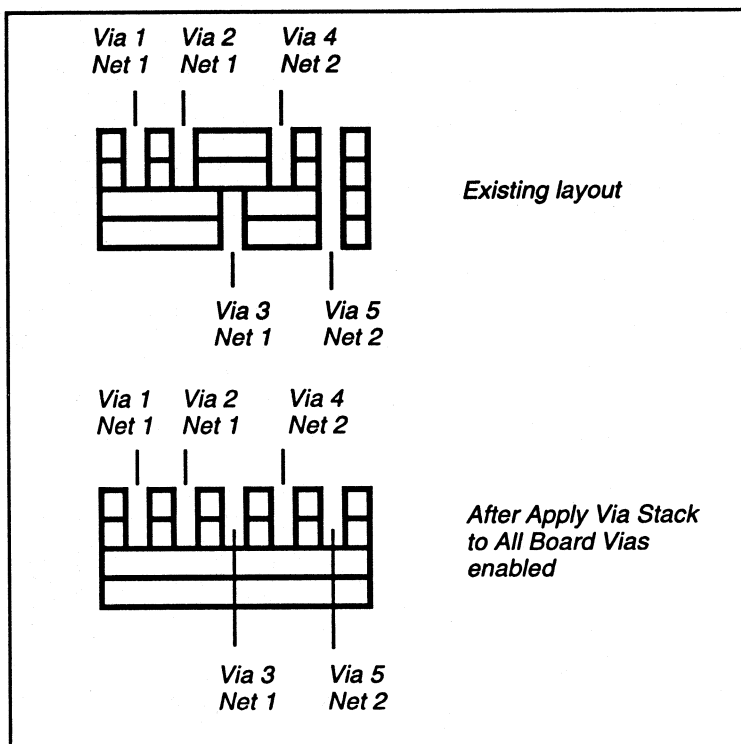 Via 1 Via 2 Via 4
Net 1 Net 1 Net 2
Existing layout
Via 3 Via 5
Net 1 Net 2
Via 1 Via 2 Via 4
Net 1 Net 1 Net 2
After Apply Via Stack
to All Board Vias
enabled
Via 3 Via 5
Net 1 Net 2